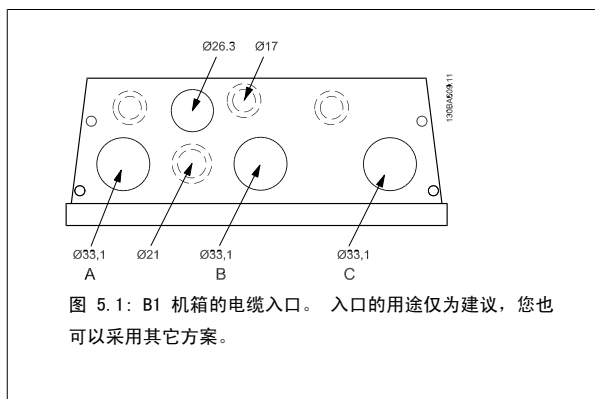 Ø26.3 Ø17
130BA509.11
Ø33,1 Ø21 Ø33,1 Ø33,1
A B C
图 5.1: B1 机箱的电缆入口。 入口的用途仅为建议，您也
可以采用其它方案。